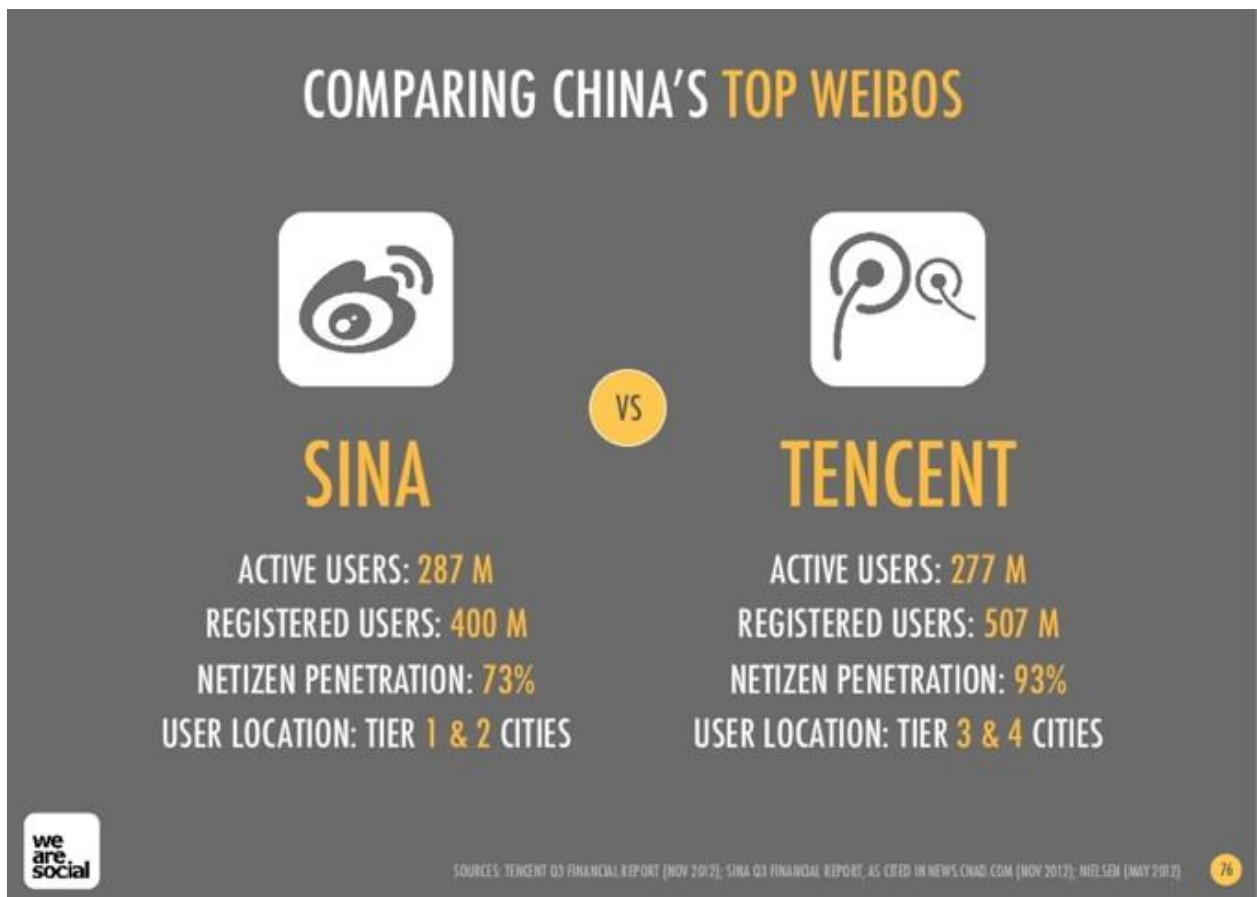 COMPARING CHINA'S TOP WEIBOS
VS
SINA
ACTIVE USERS: 287 M
REGISTERED USERS: 400 M
NETIZEN PENETRATION: 73%
USER LOCATION: TIER 1 & 2 CITIES
TENCENT
ACTIVE USERS: 277 M
REGISTERED USERS: 507 M
NETIZEN PENETRATION: 93%
USER LOCATION: TIER 3 & 4 CITIES
we
are
social
SOURCES: TENCENT Q3 FINANCIAL REPORT (NOV 2012); SINA Q3 FINANCIAL REPORT, AS CITED IN NEWS.CNAD.COM (NOV 2012); NIELSEN (MAY 2012)
76